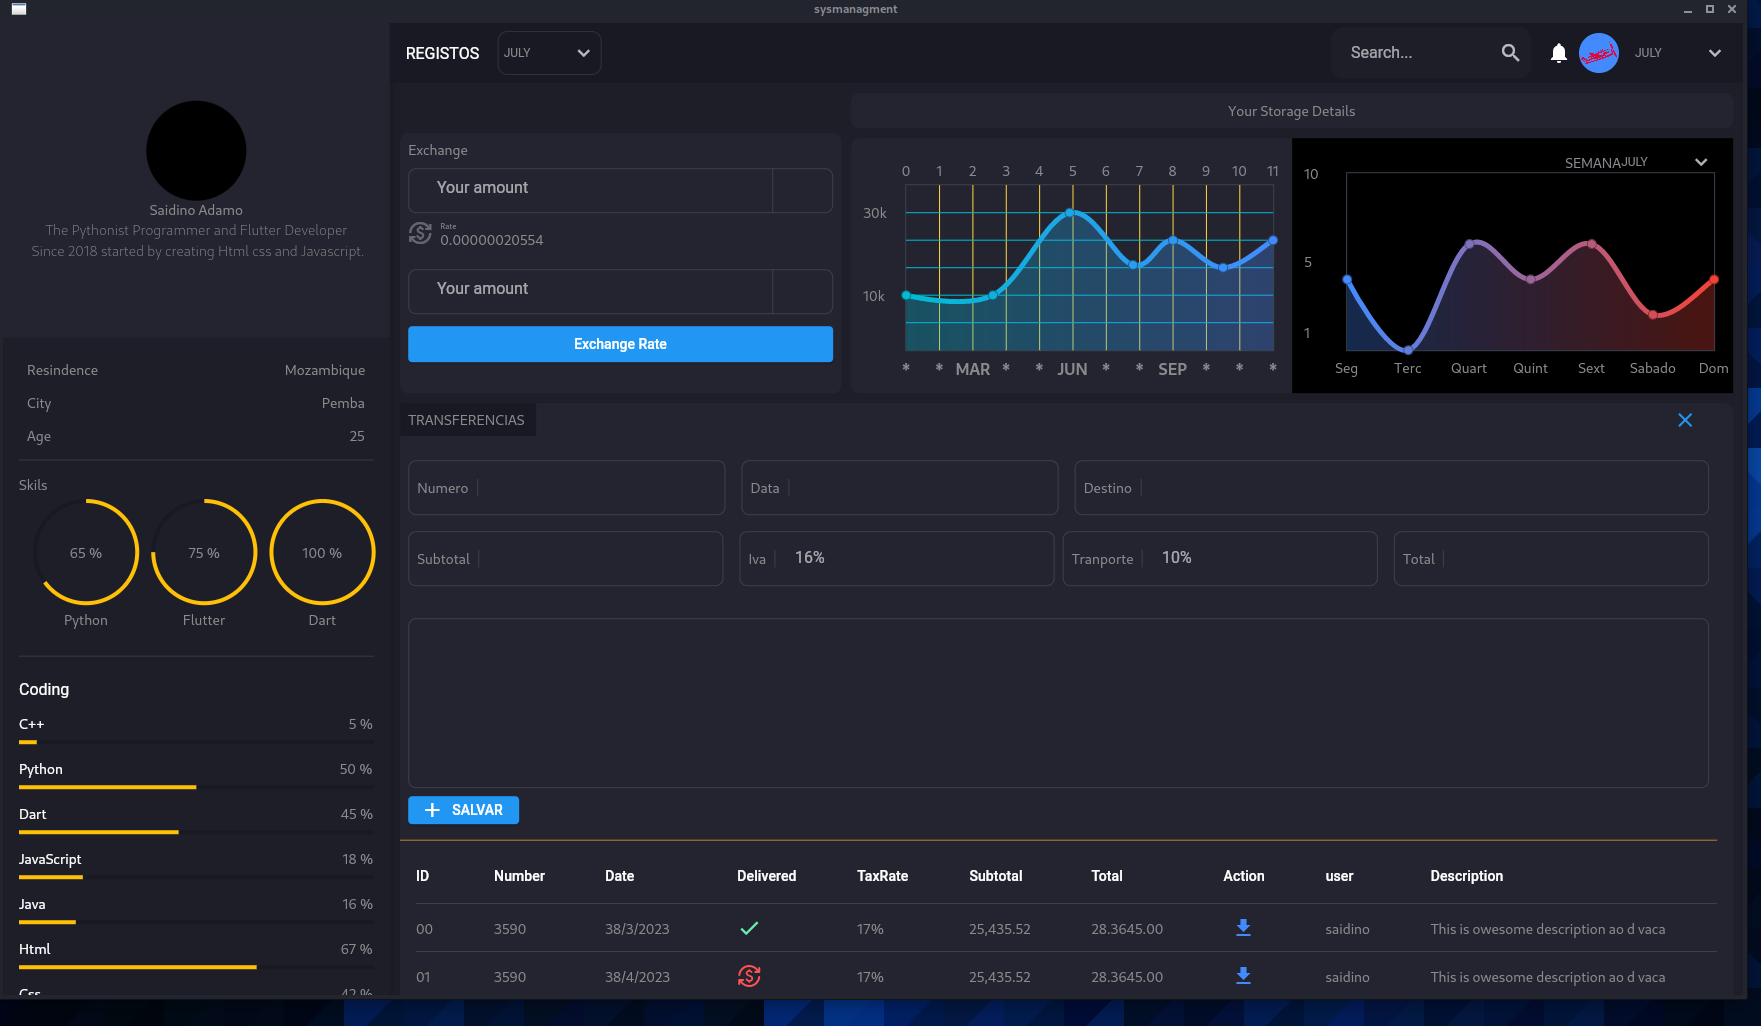 sysmanagment
REGISTOS
JULY
Search...
JULY
Saidino Adamo
The Pythonist Programmer and Flutter Developer
Since 2018 started by creating Html css and Javascript.
Resindence Mozambique
City Pemba
Age 25
Skils
65 % 75 % 100 %
Python Flutter Dart
Coding
C++ 5 %
Python 50 %
Dart 45 %
JavaScript 18 %
Java 16 %
Html 67 %
Css 42 %
Exchange
Your amount
Rate
0.00000020554
Your amount
Exchange Rate
Your Storage Details
0 1 2 3 4 5 6 7 8 9 10 11
30k
10k
* * MAR * * JUN * * SEP * * *
SEMANA JULY
10
5
1
Seg Terc Quart Quint Sext Sabado Dom
TRANSFERENCIAS
Numero Data Destino
Subtotal Iva 16% Tranporte 10% Total
SALVAR
ID Number Date Delivered TaxRate Subtotal Total Action user Description
00 3590 38/3/2023 17% 25,435.52 28.3645.00 saidino This is owesome description ao d vaca
01 3590 38/4/2023 17% 25,435.52 28.3645.00 saidino This is owesome description ao d vaca